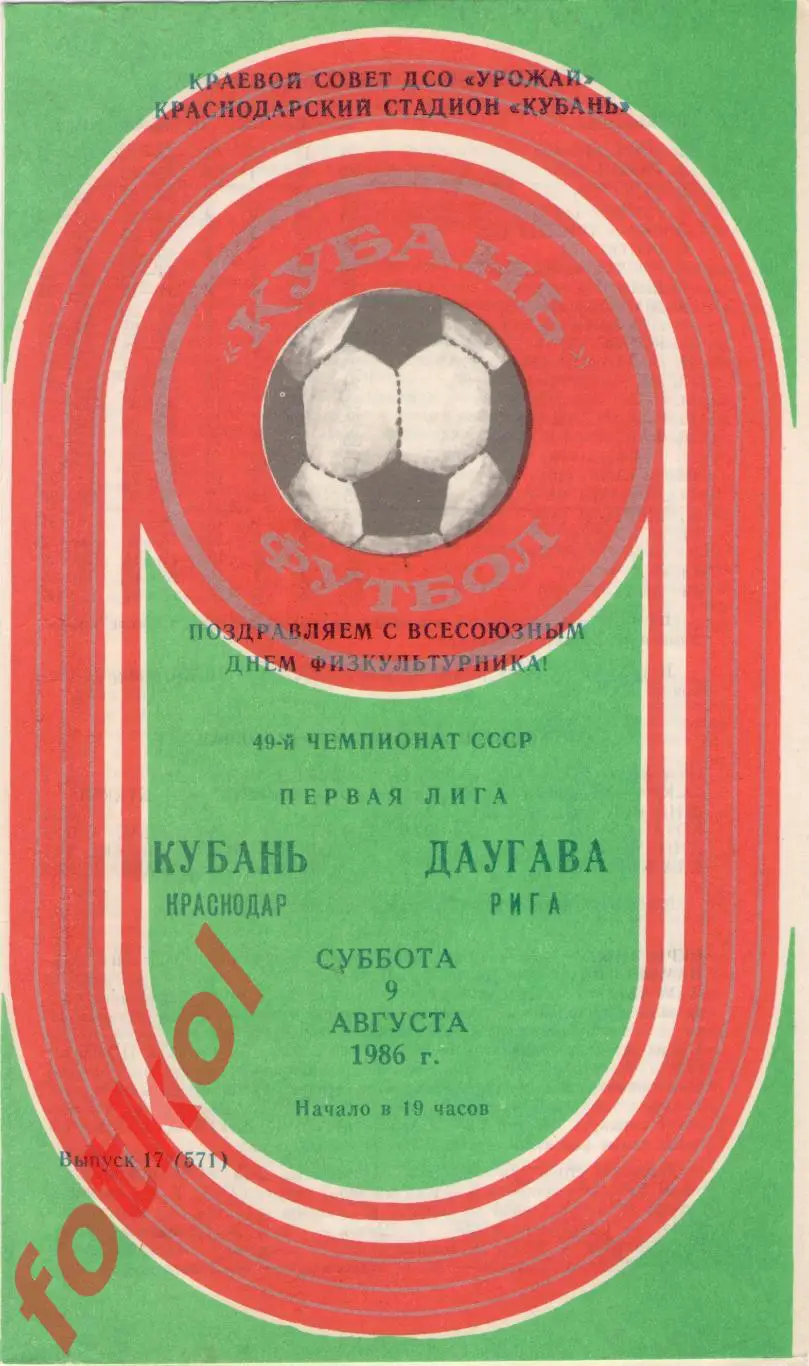 КРАЕВОЙ СОВЕТ ДСО «УРОЖАЙ»
КРАСНОДАРСКИЙ СТАДИОН «КУБАНЬ»
«КУБАНЬ»
ФУТБОЛ
ПОЗДРАВЛЯЕМ С ВСЕСОЮЗНЫМ
ДНЕМ ФИЗКУЛЬТУРНИКА!
49-й ЧЕМПИОНАТ СССР
ПЕРВАЯ ЛИГА
КУБАНЬ ДАУГАВА
КРАСНОДАР РИГА
СУББОТА
9
АВГУСТА
1986 г.
Начало в 19 часов
Выпуск 17 (571)
fotkol